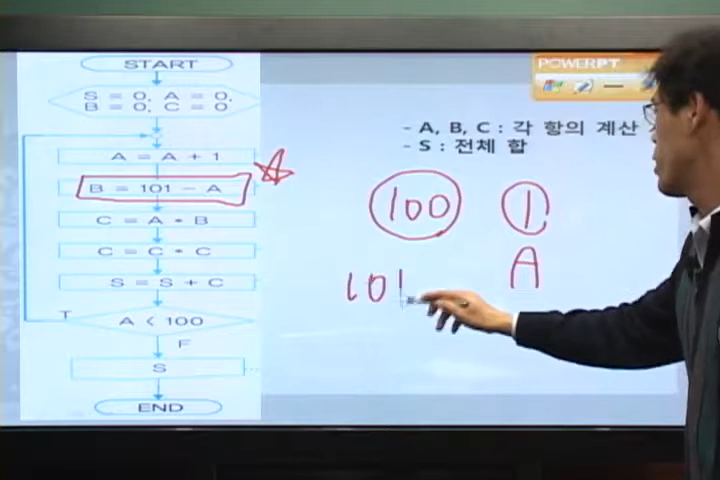 START
S = 0, A = 0,
B = 0, C = 0
A = A + 1
B = 101 - A
C = A * B
C = C * C
S = S + C
A < 100
T
F
S
END
POWERPT
- A, B, C : 각 항의 계산
- S : 전체 합
100 1
A
101